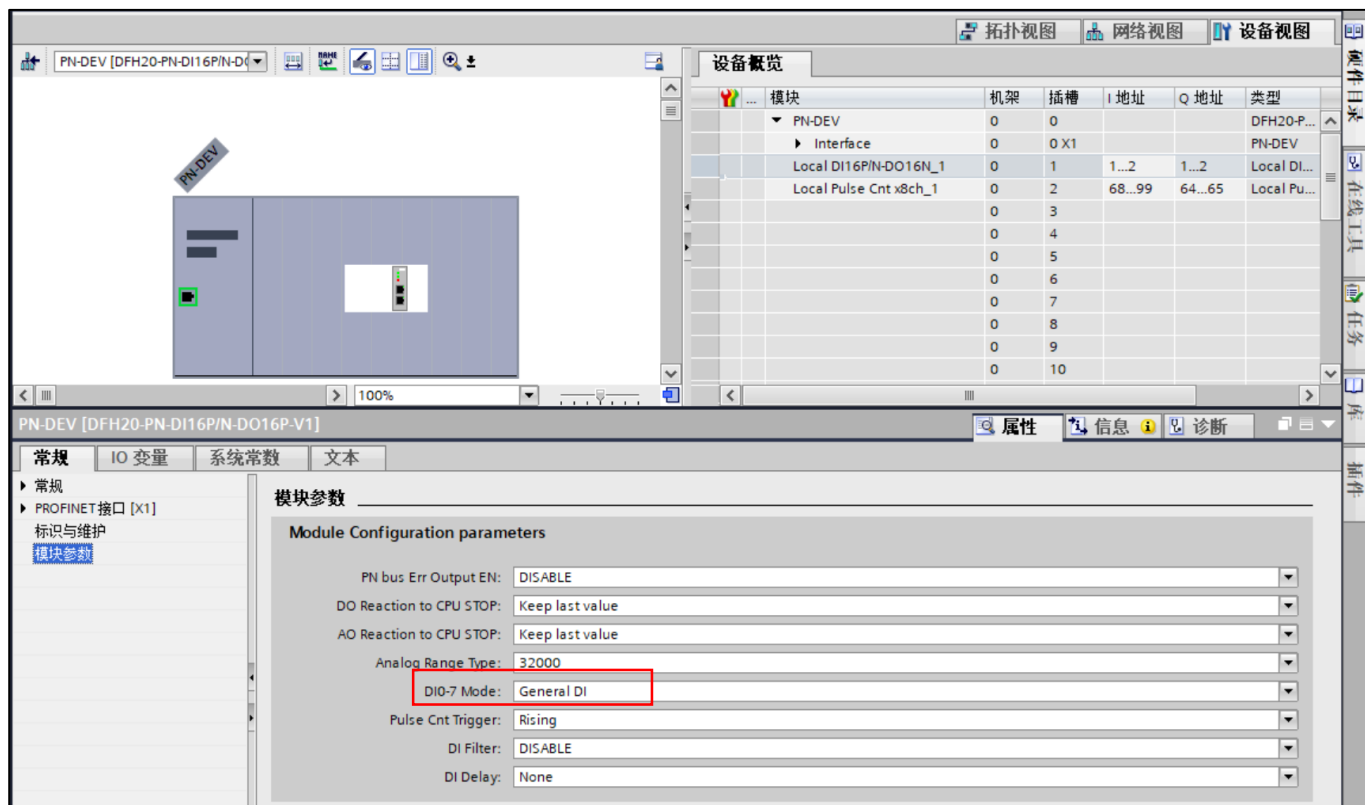 拓扑视图 网络视图 设备视图
PN-DEV [DFH20-PN-DI16P/N-D( 
设备概览
... 模块 机架 插槽 I 地址 Q 地址 类型
PN-DEV 0 0 DFH20-P...
Interface 0 0 X1 PN-DEV
Local DI16P/N-DO16N_1 0 1 1...2 1...2 Local DI...
Local Pulse Cnt x8ch_1 0 2 68...99 64...65 Local Pu...
0 3
0 4
0 5
0 6
0 7
0 8
0 9
0 10
PN-DEV
100%
硬件目录
在线工具
任务
库
插件
PN-DEV [DFH20-PN-DI16P/N-DO16P-V1]
属性 信息 诊断
常规 IO 变量 系统常数 文本
常规
PROFINET接口 [X1]
标识与维护
模块参数
模块参数
Module Configuration parameters
PN bus Err Output EN: DISABLE
DO Reaction to CPU STOP: Keep last value
AO Reaction to CPU STOP: Keep last value
Analog Range Type: 32000
DI0-7 Mode: General DI
Pulse Cnt Trigger: Rising
DI Filter: DISABLE
DI Delay: None